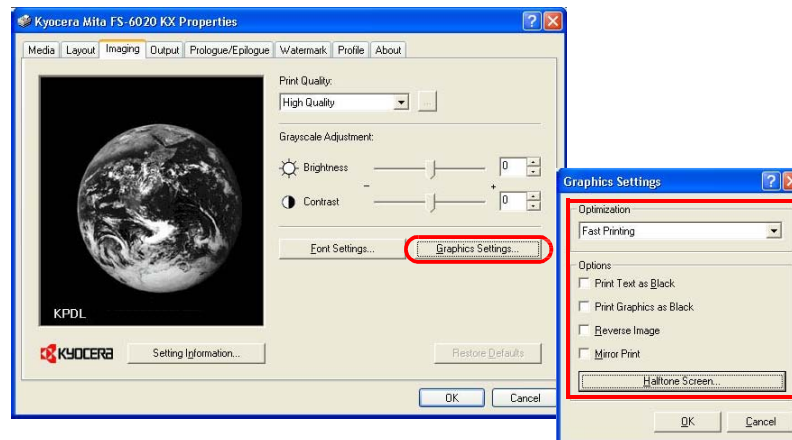 Kyocera Mita FS-6020 KX Properties
Media Layout Imaging Output Prologue/Epilogue Watermark Profile About
Print Quality:
High Quality
...
Grayscale Adjustment:
Brightness 0
- +
Contrast 0
Font Settings... Graphics Settings...
KPDL
KYOCERA Setting Information... Restore Defaults
OK Cancel
Graphics Settings
Optimization
Fast Printing
Options
Print Text as Black
Print Graphics as Black
Reverse Image
Mirror Print
Halftone Screen...
OK Cancel